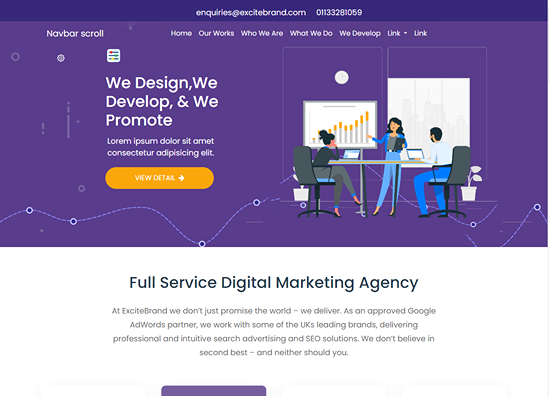 enquiries@excitebrand.com 01133281059
Navbar scroll Home Our Works Who We Are What We Do We Develop Link Link
We Design,We
Develop, & We
Promote
Lorem ipsum dolor sit amet
consectetur adipisicing elit.
VIEW DETAIL
Full Service Digital Marketing Agency
At ExciteBrand we don't just promise the world – we deliver. As an approved Google
AdWords partner, we work with some of the UKs leading brands, delivering
professional and intuitive search advertising and SEO solutions. We don't believe in
second best – and neither should you.